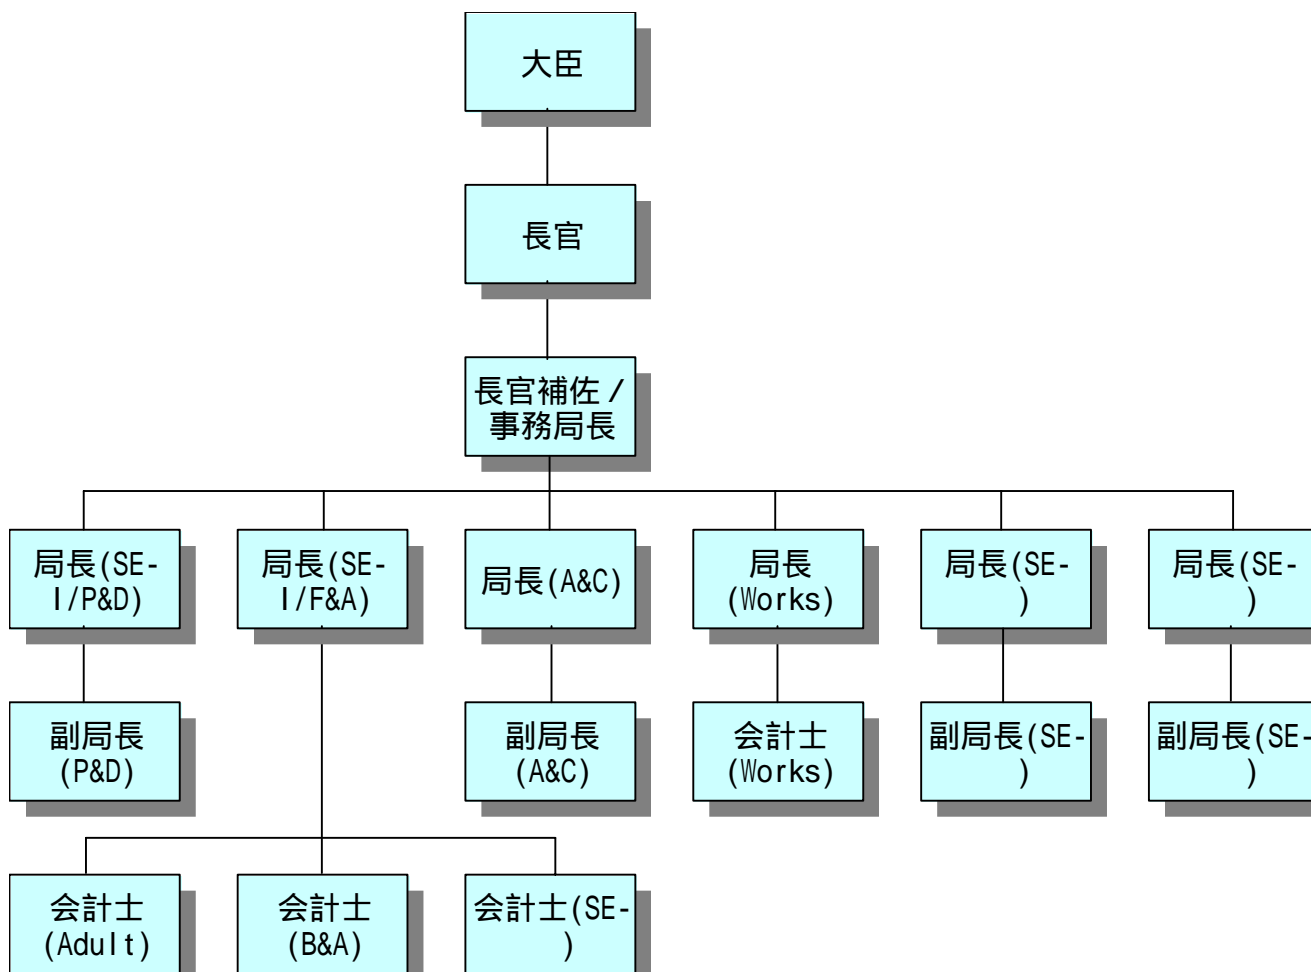 大臣
長官
長官補佐 /
事務局長
局長(SE-
I/P&D)
局長(SE-
I/F&A)
局長(A&C)
局長
(Works)
局長(SE-
)
局長(SE-
)
副局長
(P&D)
副局長
(A&C)
会計士
(Works)
副局長(SE-
)
副局長(SE-
)
会計士
(Adult)
会計士
(B&A)
会計士(SE-
)